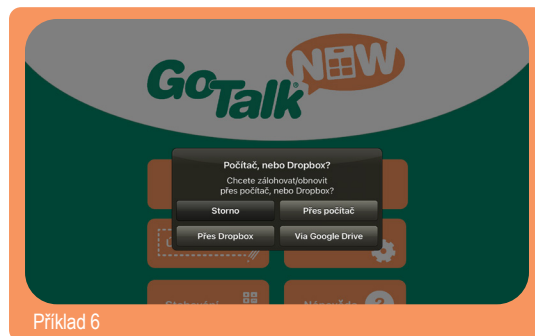 GoTalk NOW
Počítač, nebo Dropbox?
Chcete zálohovat/obnovit
přes počítač, nebo Dropbox?
Storno
Přes počítač
Přes Dropbox
Via Google Drive
Nápověda ?
Příklad 6